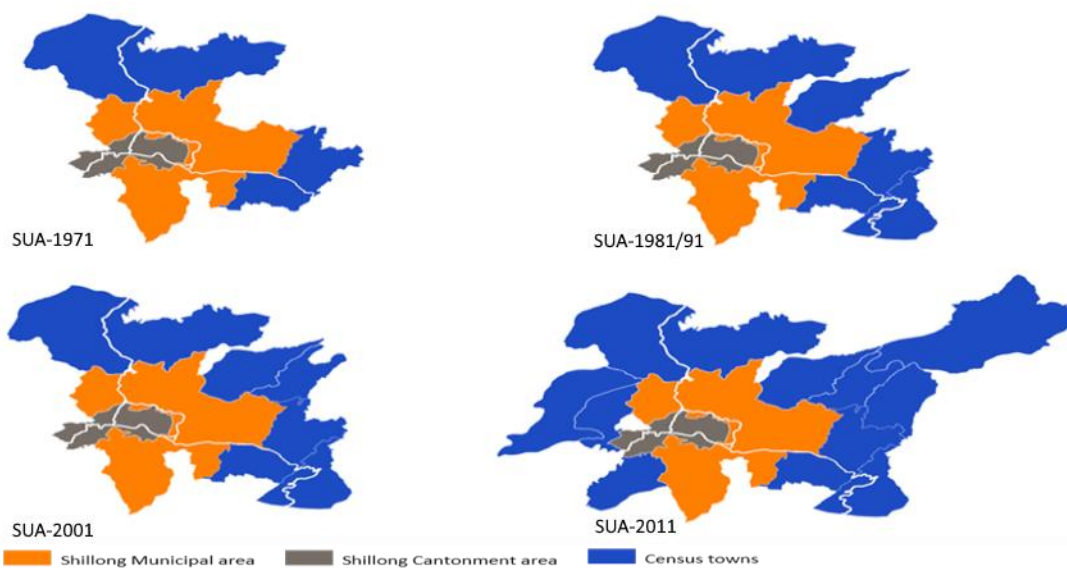 SUA-1971
SUA-1981/91
SUA-2001
SUA-2011
Shillong Municipal area
Shillong Cantonment area
Census towns